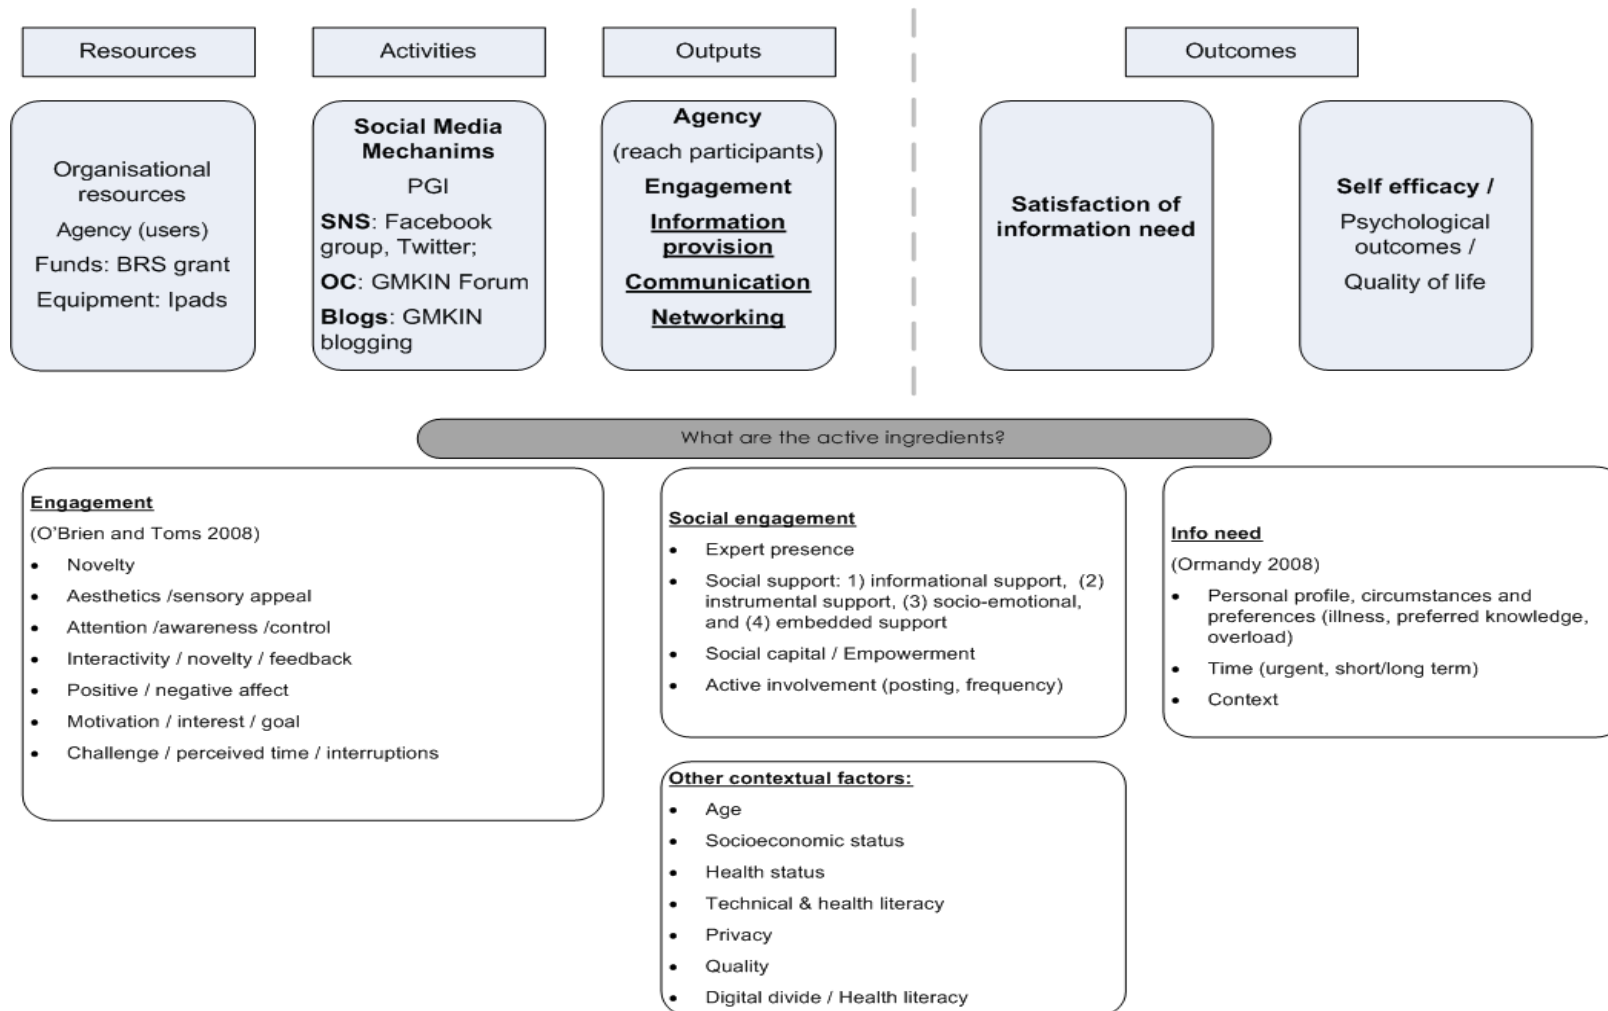 Resources
Activities
Outputs
Outcomes
Organisational
resources
Agency (users)
Funds: BRS grant
Equipment: Ipads
Social Media
Mechanims
PGI
SNS: Facebook
group, Twitter;
OC: GMKIN Forum
Blogs: GMKIN
blogging
Agency
(reach participants)
Engagement
Information
provision
Communication
Networking
Satisfaction of
information need
Self efficacy /
Psychological
outcomes /
Quality of life
What are the active ingredients?
Engagement
(O'Brien and Toms 2008)
• Novelty
• Aesthetics /sensory appeal
• Attention /awareness /control
• Interactivity / novelty / feedback
• Positive / negative affect
• Motivation / interest / goal
• Challenge / perceived time / interruptions
Social engagement
• Expert presence
• Social support: 1) informational support, (2)
instrumental support, (3) socio-emotional,
and (4) embedded support
• Social capital / Empowerment
• Active involvement (posting, frequency)
Info need
(Ormandy 2008)
• Personal profile, circumstances and
preferences (illness, preferred knowledge,
overload)
• Time (urgent, short/long term)
• Context
Other contextual factors:
• Age
• Socioeconomic status
• Health status
• Technical & health literacy
• Privacy
• Quality
• Digital divide / Health literacy